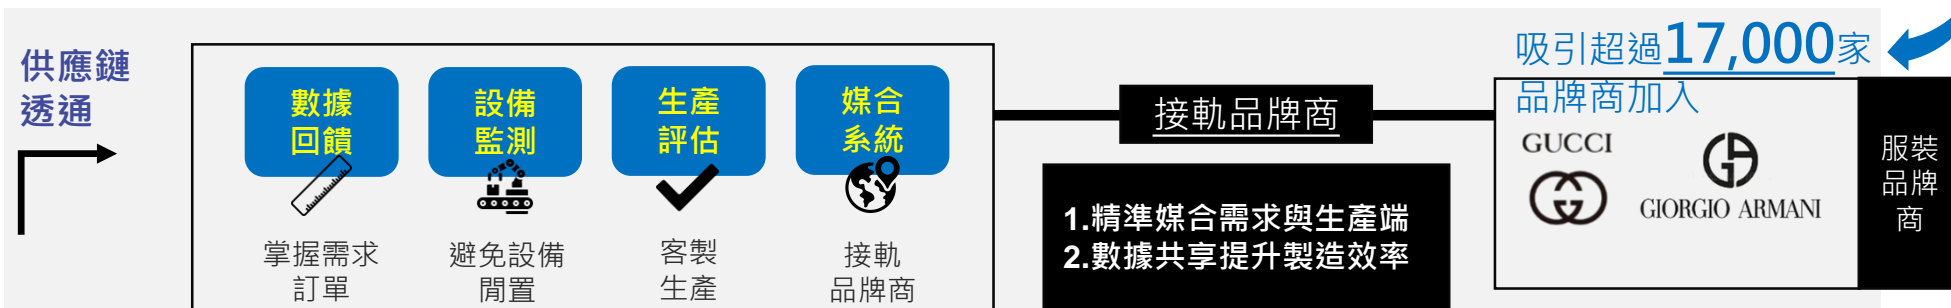 供應鏈
透通
數據
回饋
掌握需求
訂單
設備
監測
避免設備
閒置
生產
評估
客製
生產
媒合
系統
接軌
品牌商
接軌品牌商
1.精準媒合需求與生產端
2.數據共享提升製造效率
吸引超過17,000家
品牌商加入
GUCCI
GIORGIO ARMANI
服裝
品牌
商